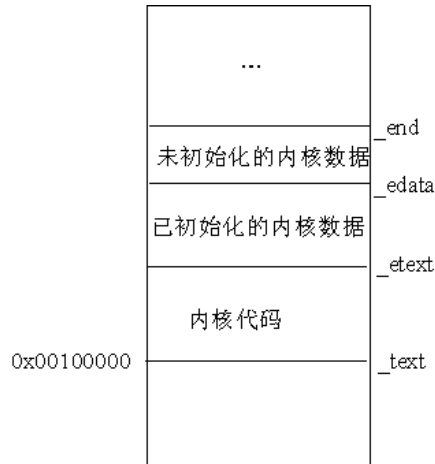 ...
_end
未初始化的内核数据
_edata
已初始化的内核数据
_etext
内核代码
0x00100000
_text